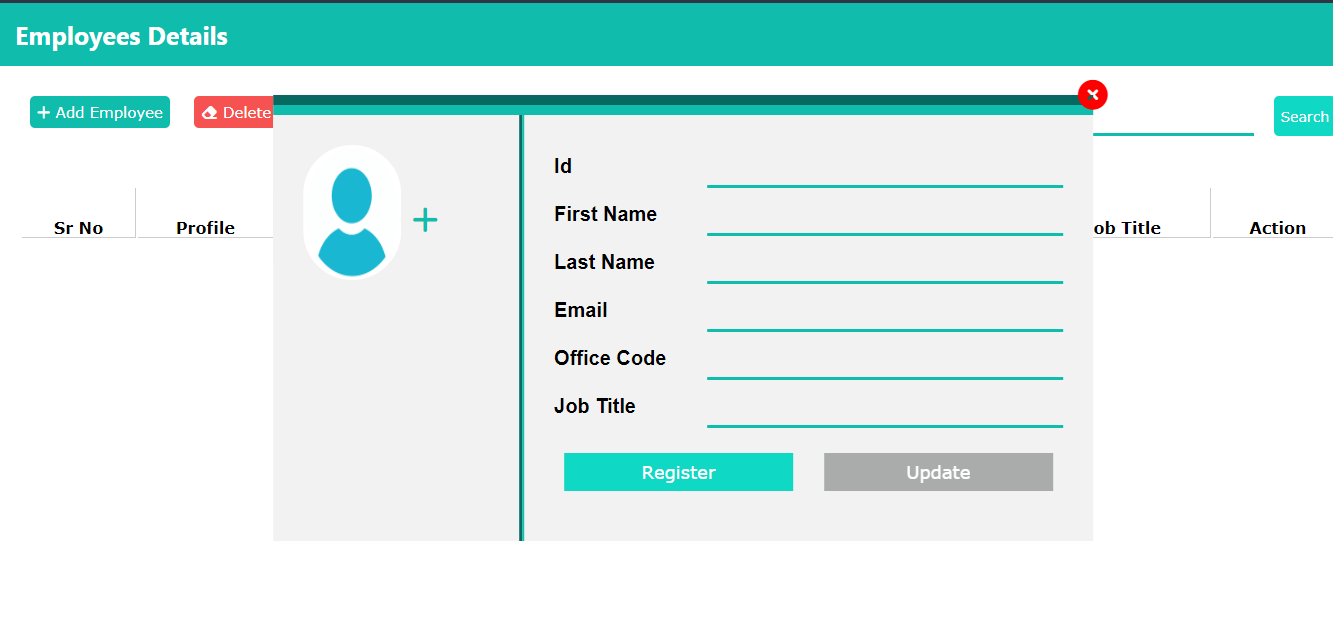 Employees Details
Add Employee
Delete
Search
Sr No
Profile
ob Title
Action
Id
First Name
Last Name
Email
Office Code
Job Title
Register
Update